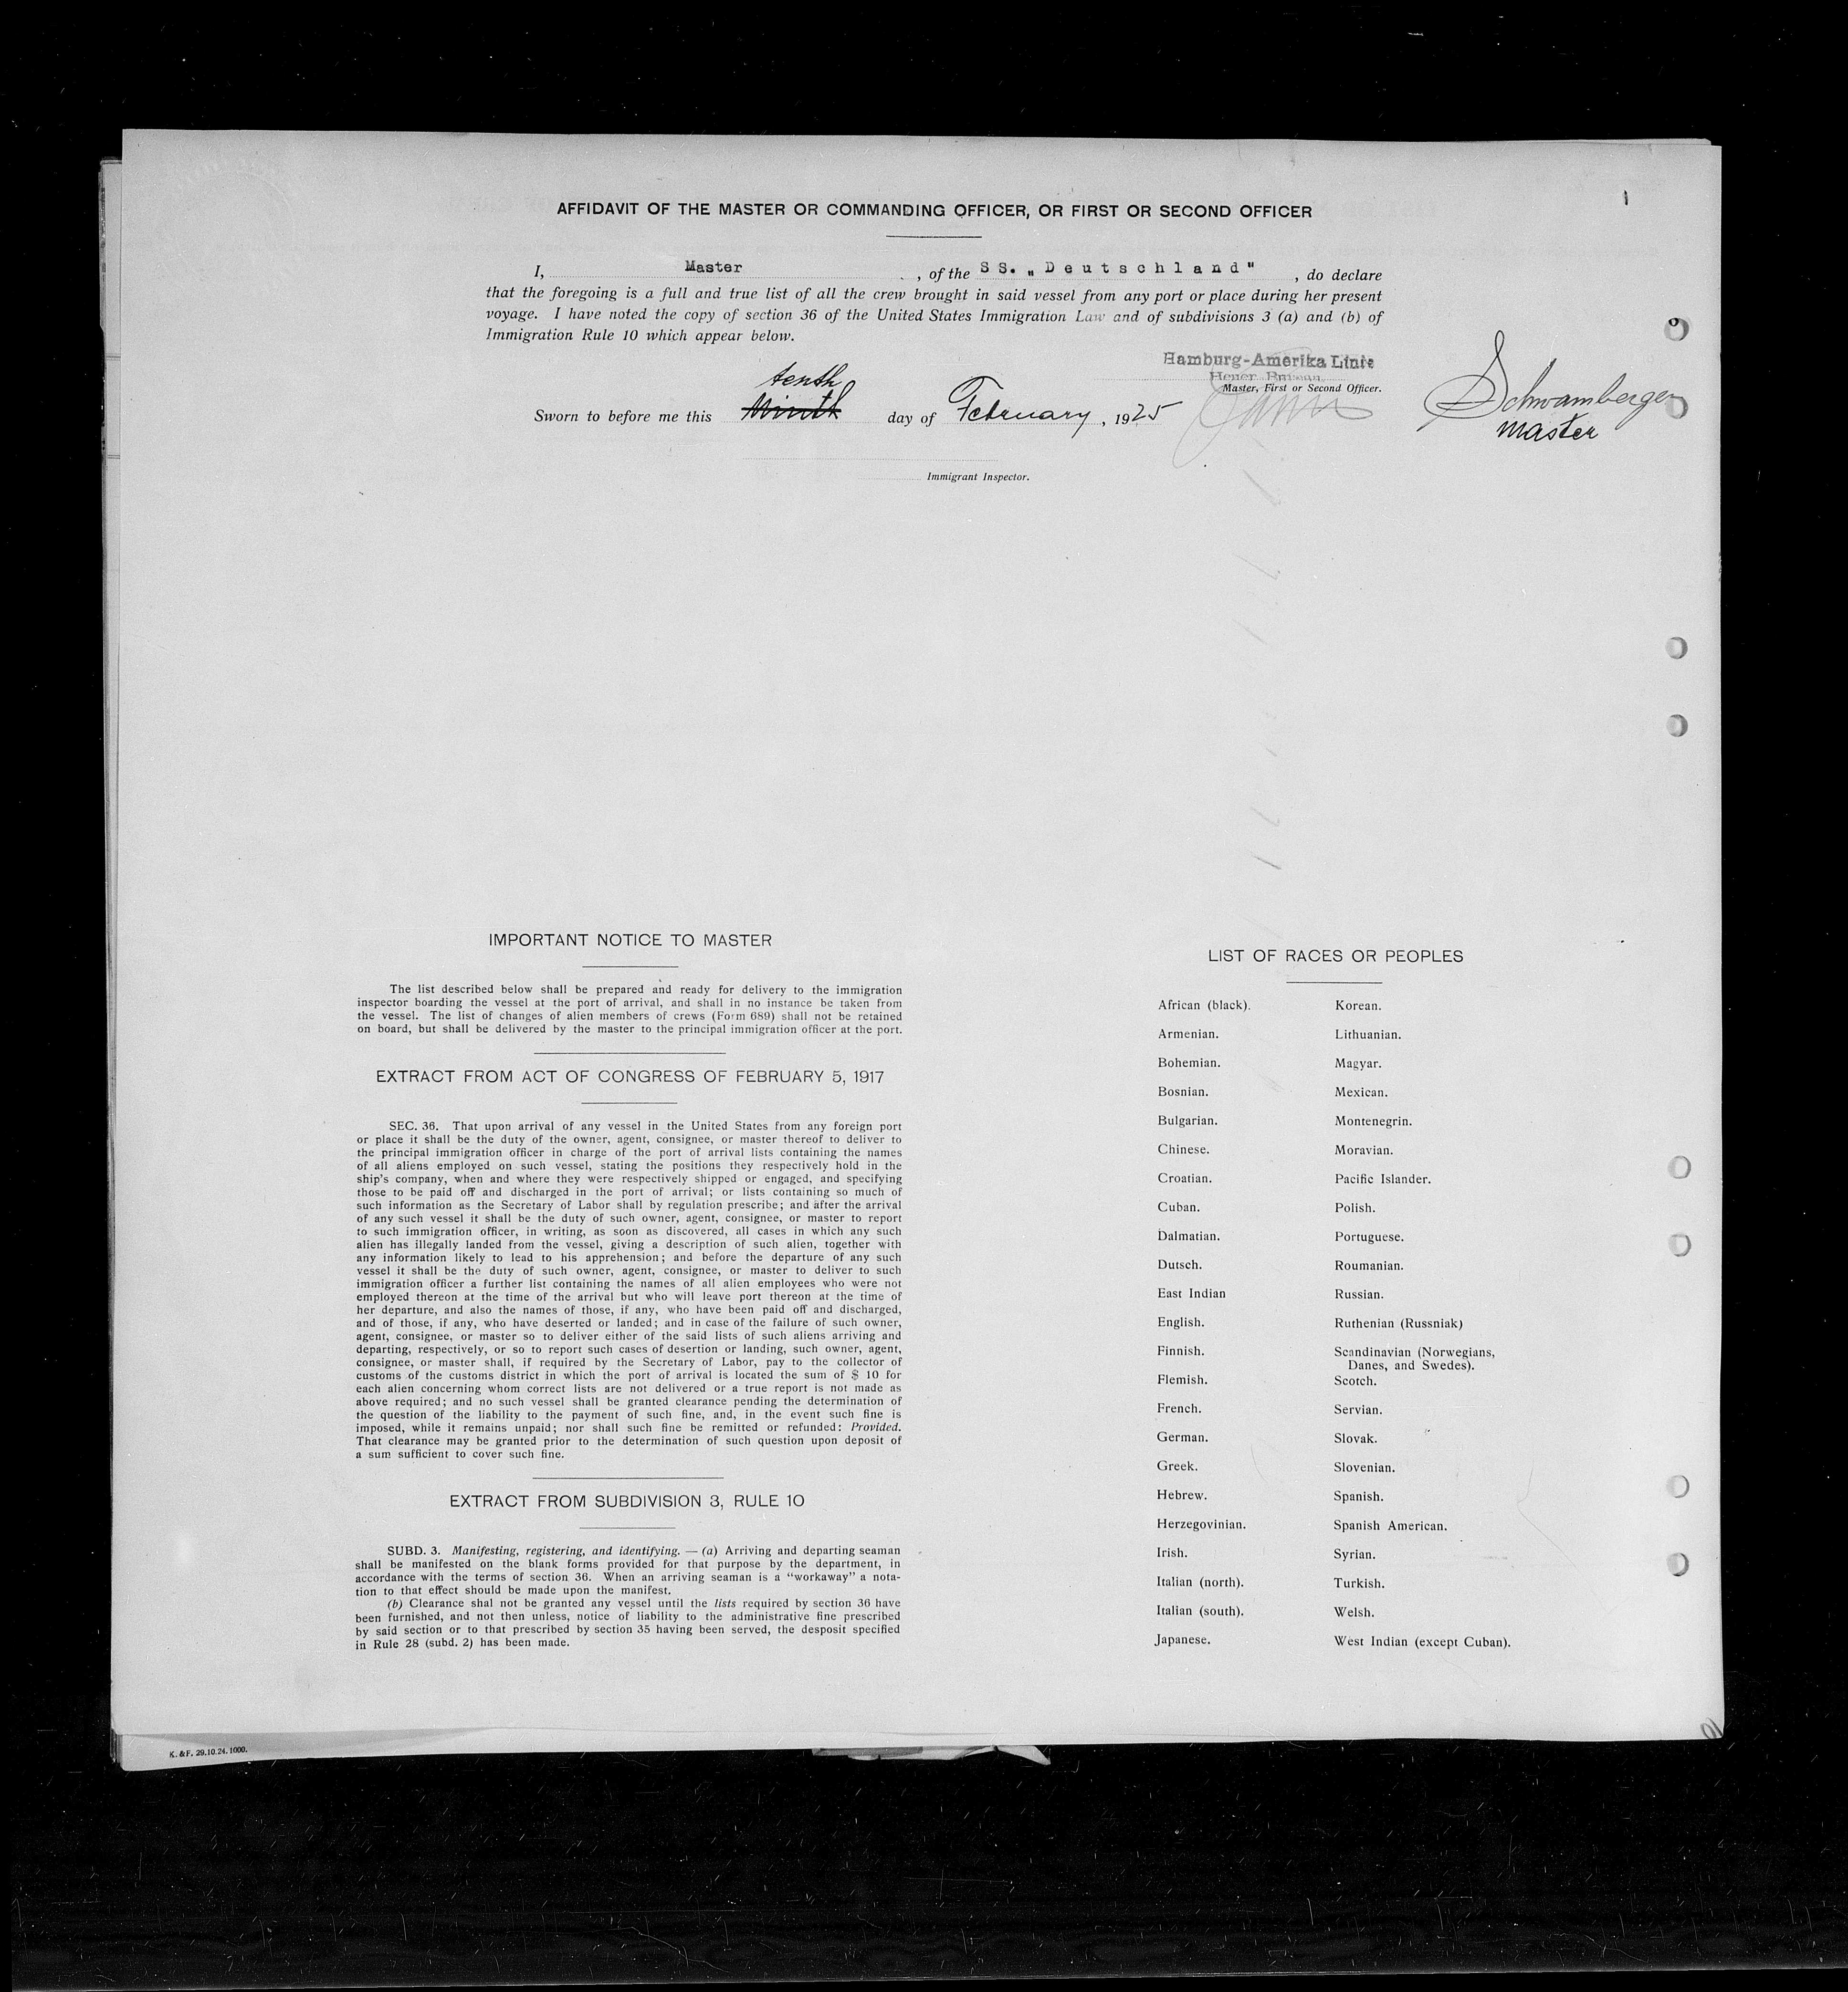 AFFIDAVIT OF THE MASTER OR COMMANDING OFFICER, OR FIRST OR SECOND OFFICER
I, Master , of the SS. „Deutschland" , do declare
that the foregoing is a full and true list of all the crew brought in said vessel from any port or place during her present
voyage. I have noted the copy of section 36 of the United States Immigration Law and of subdivisions 3 (a) and (b) of
Immigration Rule 10 which appear below.
Hamburg-Amerika Linie
Heuer Bureau
Master, First or Second Officer.
Schwamberger
master
tenth
Sworn to before me this Ninth day of February, 1925
Immigrant Inspector.
IMPORTANT NOTICE TO MASTER
The list described below shall be prepared and ready for delivery to the immigration
inspector boarding the vessel at the port of arrival, and shall in no instance be taken from
the vessel. The list of changes of alien members of crews (Form 689) shall not be retained
on board, but shall be delivered by the master to the principal immigration officer at the port.
EXTRACT FROM ACT OF CONGRESS OF FEBRUARY 5, 1917
SEC. 36. That upon arrival of any vessel in the United States from any foreign port
or place it shall be the duty of the owner, agent, consignee, or master thereof to deliver to
the principal immigration officer in charge of the port of arrival lists containing the names
of all aliens employed on such vessel, stating the positions they respectively hold in the
ship's company, when and where they were respectively shipped or engaged, and specifying
those to be paid off and discharged in the port of arrival; or lists containing so much of
such information as the Secretary of Labor shall by regulation prescribe; and after the arrival
of any such vessel it shall be the duty of such owner, agent, consignee, or master to report
to such immigration officer, in writing, as soon as discovered, all cases in which any such
alien has illegally landed from the vessel, giving a description of such alien, together with
any information likely to lead to his apprehension; and before the departure of any such
vessel it shall be the duty of such owner, agent, consignee, or master to deliver to such
immigration officer a further list containing the names of all alien employees who were not
employed thereon at the time of the arrival but who will leave port thereon at the time of
her departure, and also the names of those, if any, who have been paid off and discharged,
and of those, if any, who have deserted or landed; and in case of the failure of such owner,
agent, consignee, or master so to deliver either of the said lists of such aliens arriving and
departing, respectively, or so to report such cases of desertion or landing, such owner, agent,
consignee, or master shall, if required by the Secretary of Labor, pay to the collector of
customs of the customs district in which the port of arrival is located the sum of $ 10 for
each alien concerning whom correct lists are not delivered or a true report is not made as
above required; and no such vessel shall be granted clearance pending the determination of
the question of the liability to the payment of such fine, and, in the event such fine is
imposed, while it remains unpaid; nor shall such fine be remitted or refunded: Provided.
That clearance may be granted prior to the determination of such question upon deposit of
a sum sufficient to cover such fine.
EXTRACT FROM SUBDIVISION 3, RULE 10
SUBD. 3. Manifesting, registering, and identifying. — (a) Arriving and departing seaman
shall be manifested on the blank forms provided for that purpose by the department, in
accordance with the terms of section 36. When an arriving seaman is a "workaway" a nota-
tion to that effect should be made upon the manifest.
(b) Clearance shal not be granted any vessel until the lists required by section 36 have
been furnished, and not then unless, notice of liability to the administrative fine prescribed
by said section or to that prescribed by section 35 having been served, the desposit specified
in Rule 28 (subd. 2) has been made.
LIST OF RACES OR PEOPLES
African (black).
Armenian.
Bohemian.
Bosnian.
Bulgarian.
Chinese.
Croatian.
Cuban.
Dalmatian.
Dutsch.
East Indian
English.
Finnish.
Flemish.
French.
German.
Greek.
Hebrew.
Herzegovinian.
Irish.
Italian (north).
Italian (south).
Japanese.
Korean.
Lithuanian.
Magyar.
Mexican.
Montenegrin.
Moravian.
Pacific Islander.
Polish.
Portuguese.
Roumanian.
Russian.
Ruthenian (Russniak)
Scandinavian (Norwegians,
Danes, and Swedes).
Scotch.
Servian.
Slovak.
Slovenian.
Spanish.
Spanish American.
Syrian.
Turkish.
Welsh.
West Indian (except Cuban).
K. & F. 29.10.24.1000.